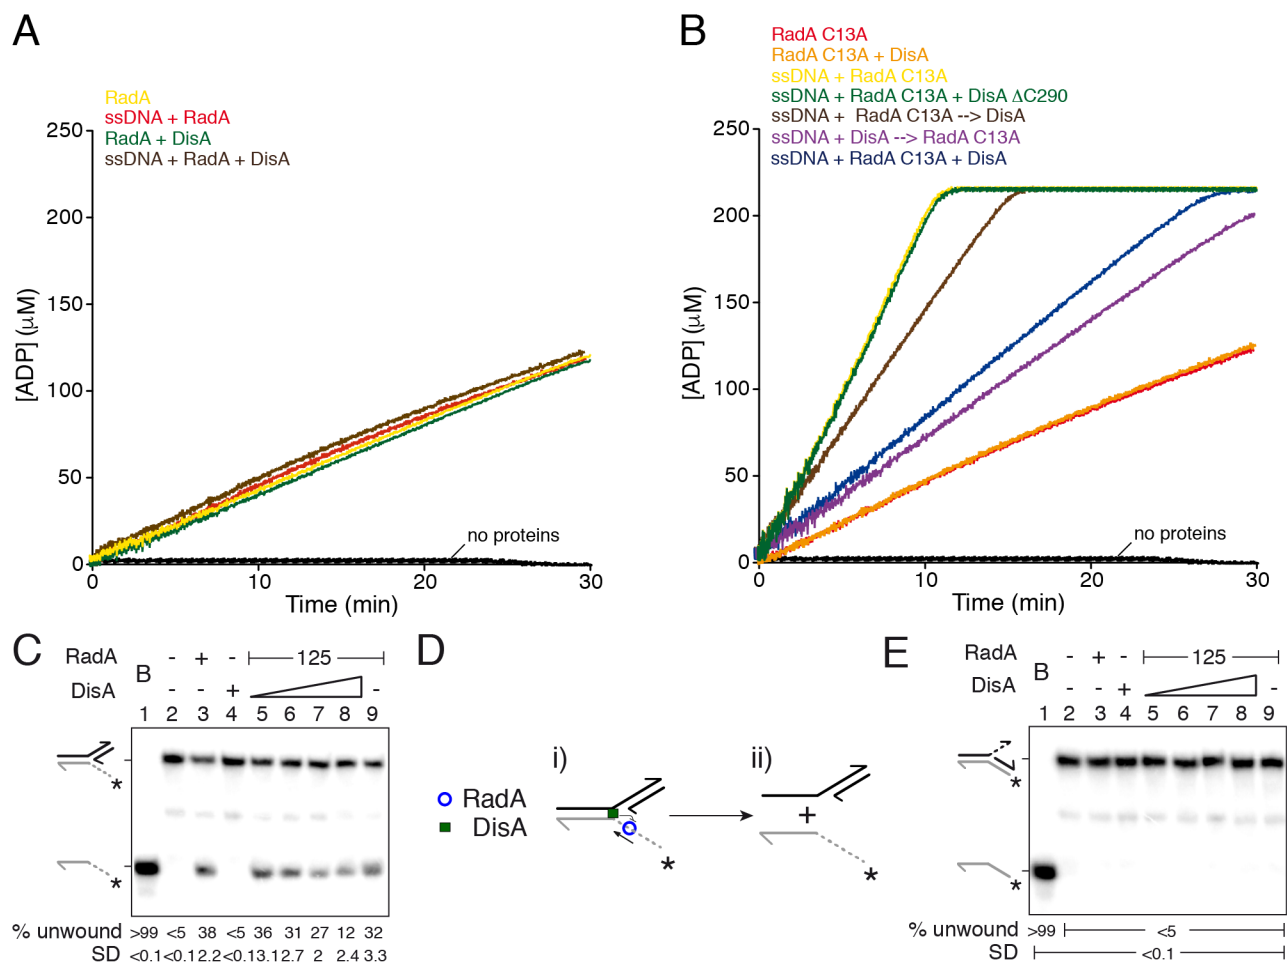 A
RadA
ssDNA + RadA
RadA + DisA
ssDNA + RadA + DisA
250
200
150
100
50
0
[ADP] (μM)
no proteins
0 10 20 30
Time (min)
B
RadA C13A
RadA C13A + DisA
ssDNA + RadA C13A
ssDNA + RadA C13A + DisA ΔC290
ssDNA + RadA C13A --> DisA
ssDNA + DisA --> RadA C13A
ssDNA + RadA C13A + DisA
250
200
150
100
50
0
[ADP] (μM)
no proteins
0 10 20 30
Time (min)
C
RadA - + - 125
B
DisA - - + -
1 2 3 4 5 6 7 8 9
*
*
% unwound >99 <5 38 <5 36 31 27 12 32
SD <0.1 <0.1 2.2 <0.1 3.1 2.7 2 2.4 3.3
D
i) ii)
RadA
DisA
+
*
*
E
RadA - + - 125
B
DisA - - + -
1 2 3 4 5 6 7 8 9
*
*
% unwound >99 <5
SD <0.1